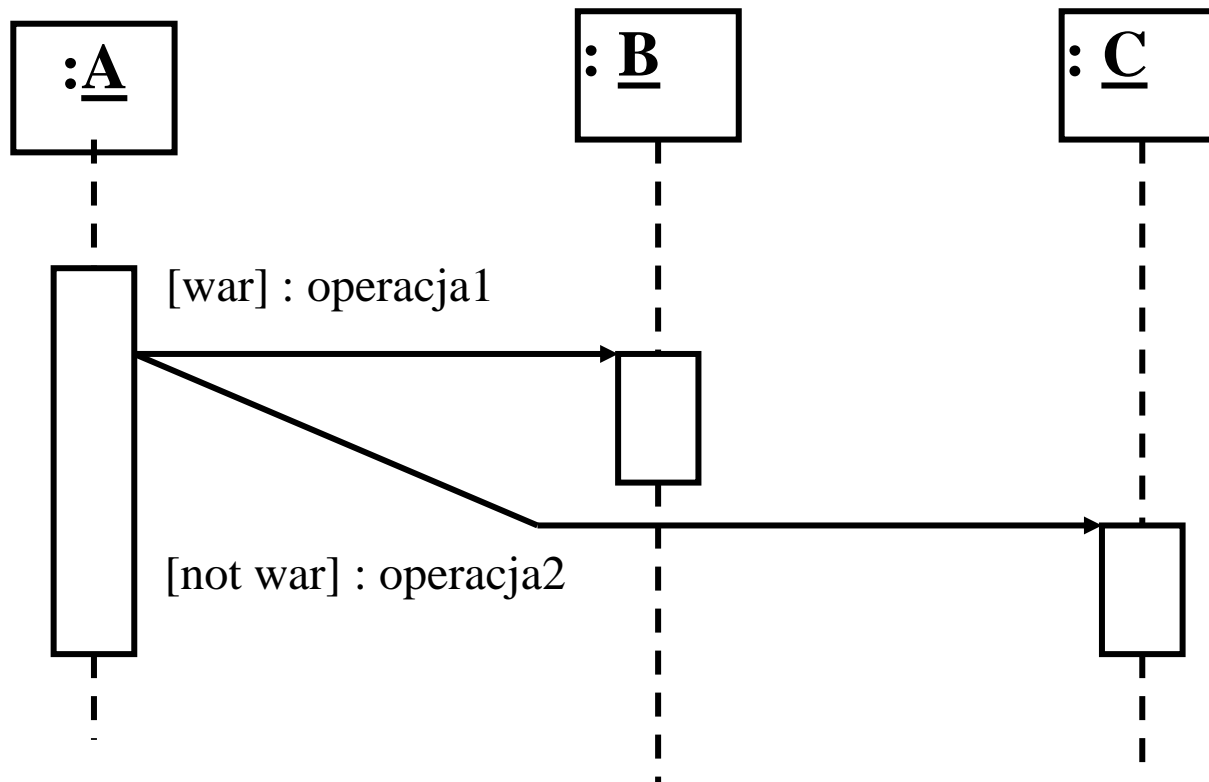 :A
: B
: C
[war] : operacja1
[not war] : operacja2